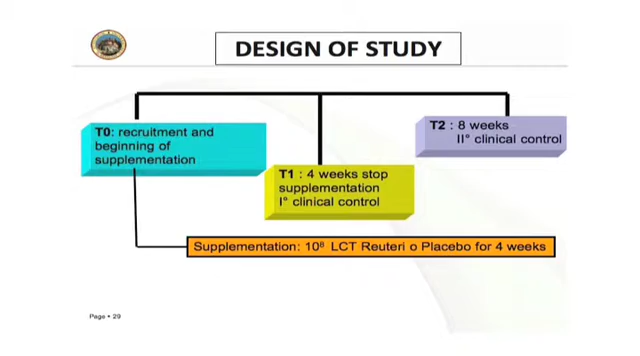 DESIGN OF STUDY
T0: recruitment and
beginning of
supplementation
T1 : 4 weeks stop
supplementation
I° clinical control
T2 : 8 weeks
II° clinical control
Supplementation: 10⁸ LCT Reuteri o Placebo for 4 weeks
Page ▪ 29